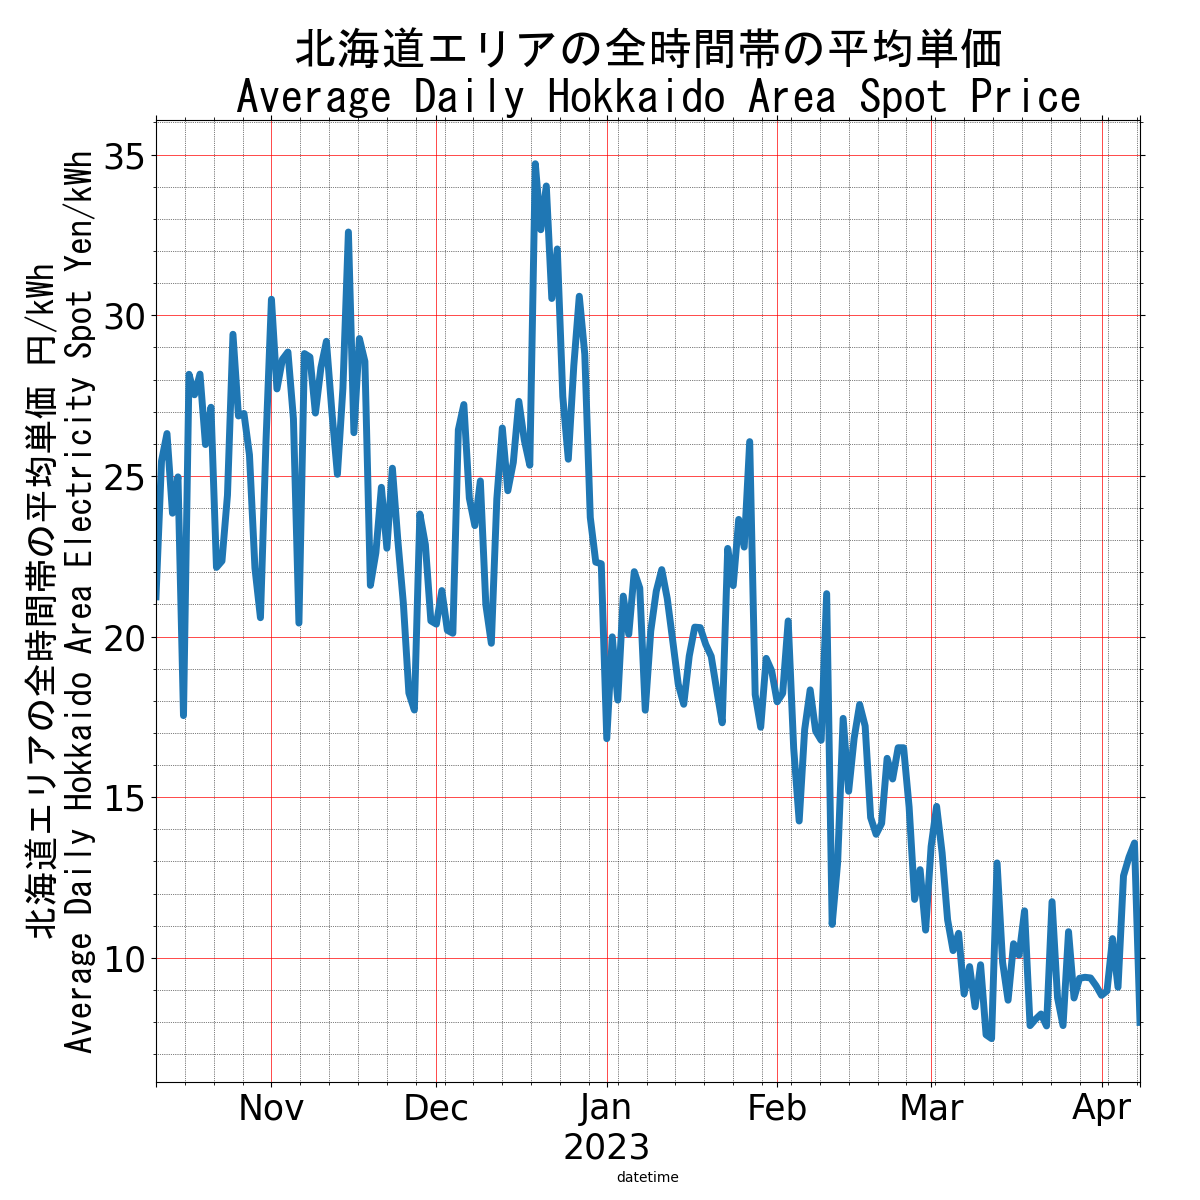 北海道エリアの全時間帯の平均単価
Average Daily Hokkaido Area Spot Price
北海道エリアの全時間帯の平均単価 円/kWh
Average Daily Hokkaido Area Electricity Spot Yen/kWh
35
30
25
20
15
10
Nov Dec Jan Feb Mar Apr
2023
datetime